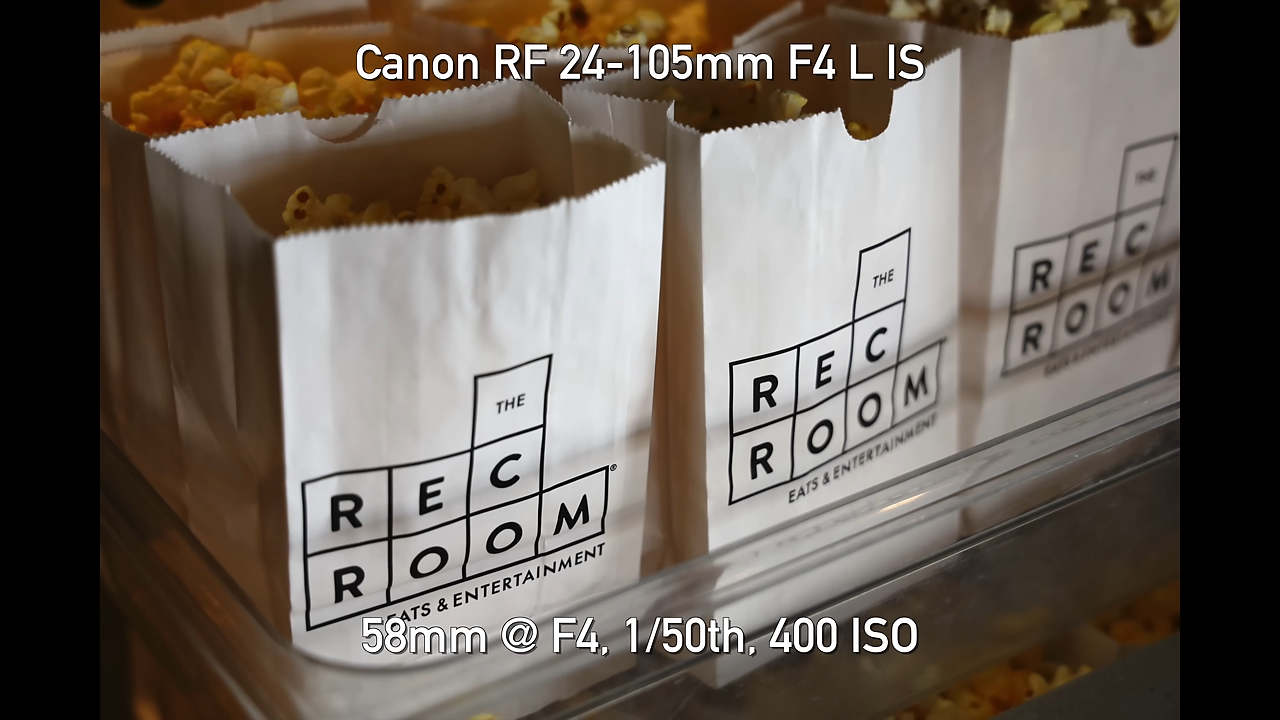 Canon RF 24-105mm F4 L IS
THE
REC
ROOM
EATS & ENTERTAINMENT
THE
REC
ROOM®
EATS & ENTERTAINMENT
THE
REC
ROOM
58mm @ F4, 1/50th, 400 ISO